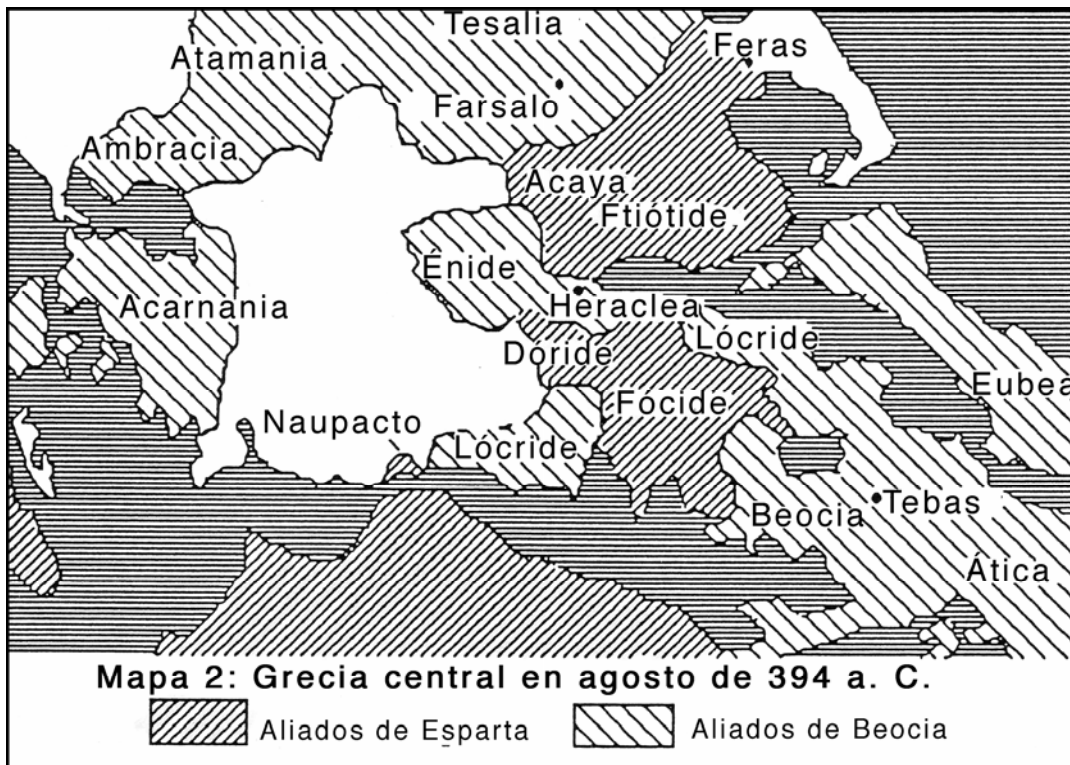 Tesalia
Feras
Atamania
Farsalo
Ambracia
Acaya
Ftiótide
Énide
Heraclea
Acarnania
Lócride
Dóride
Eubea
Fócide
Naupacto
Lócride
Beocia
Tebas
Ática
Mapa 2: Grecia central en agosto de 394 a. C.
Aliados de Esparta
Aliados de Beocia